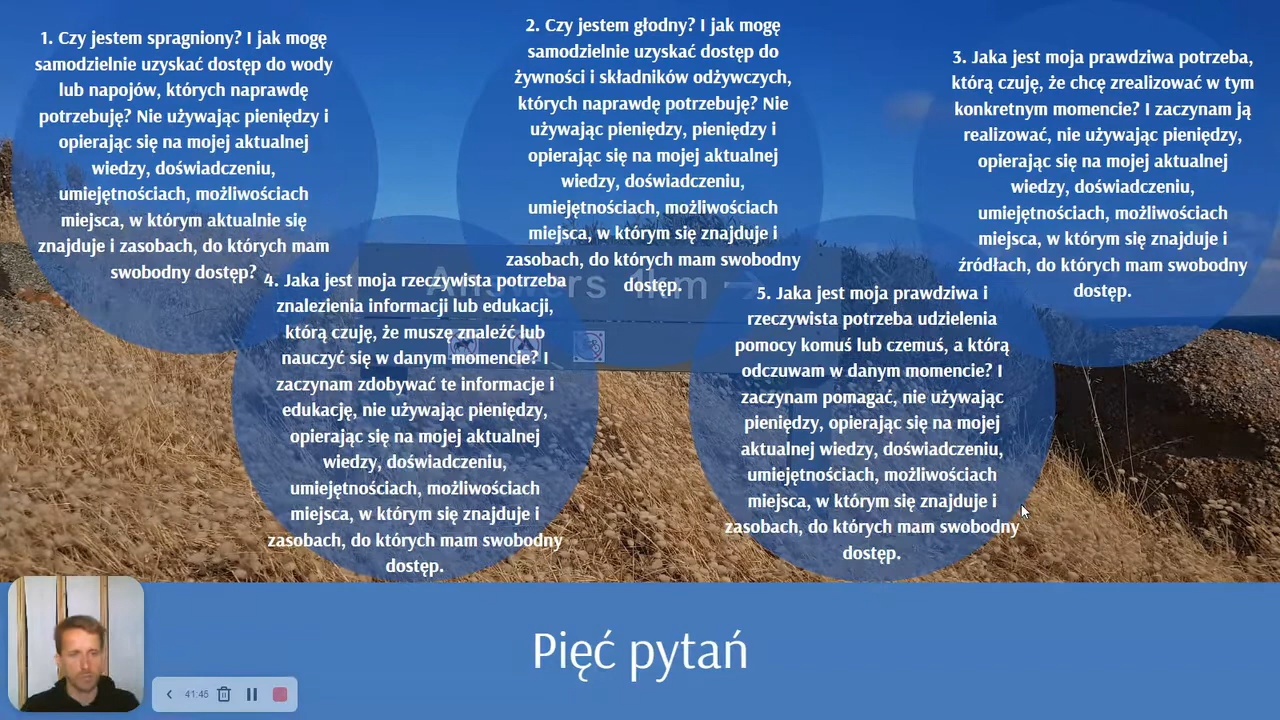 1. Czy jestem spragniony? I jak mogę
samodzielnie uzyskać dostęp do wody
lub napojów, których naprawdę
potrzebuję? Nie używając pieniędzy i
opierając się na mojej aktualnej
wiedzy, doświadczeniu,
umiejętnościach, możliwościach
miejsca, w którym aktualnie się
znajduje i zasobach, do których mam
swobodny dostęp?
2. Czy jestem głodny? I jak mogę
samodzielnie uzyskać dostęp do
żywności i składników odżywczych,
których naprawdę potrzebuję? Nie
używając pieniędzy, pieniędzy i
opierając się na mojej aktualnej
wiedzy, doświadczeniu,
umiejętnościach, możliwościach
miejsca, w którym się znajduje i
zasobach, do których mam swobodny
dostęp.
3. Jaka jest moja prawdziwa potrzeba,
którą czuję, że chcę zrealizować w tym
konkretnym momencie? I zaczynam ją
realizować, nie używając pieniędzy,
opierając się na mojej aktualnej
wiedzy, doświadczeniu,
umiejętnościach, możliwościach
miejsca, w którym się znajduje i
źródłach, do których mam swobodny
dostęp.
Answers 1km →
4. Jaka jest moja rzeczywista potrzeba
znalezienia informacji lub edukacji,
którą czuję, że muszę znaleźć lub
nauczyć się w danym momencie? I
zaczynam zdobywać te informacje i
edukację, nie używając pieniędzy,
opierając się na mojej aktualnej
wiedzy, doświadczeniu,
umiejętnościach, możliwościach
miejsca, w którym się znajduje i
zasobach, do których mam swobodny
dostęp.
5. Jaka jest moja prawdziwa i
rzeczywista potrzeba udzielenia
pomocy komuś lub czemuś, a którą
odczuwam w danym momencie? I
zaczynam pomagać, nie używając
pieniędzy, opierając się na mojej
aktualnej wiedzy, doświadczeniu,
umiejętnościach, możliwościach
miejsca, w którym się znajduje i
zasobach, do których mam swobodny
dostęp.
Pięć pytań
41:45